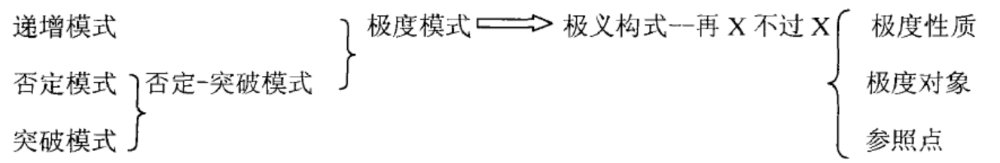 递增模式 极度模式 极义构式--再 X 不过 X 极度性质
否定模式 否定-突破模式 极度对象
突破模式 参照点